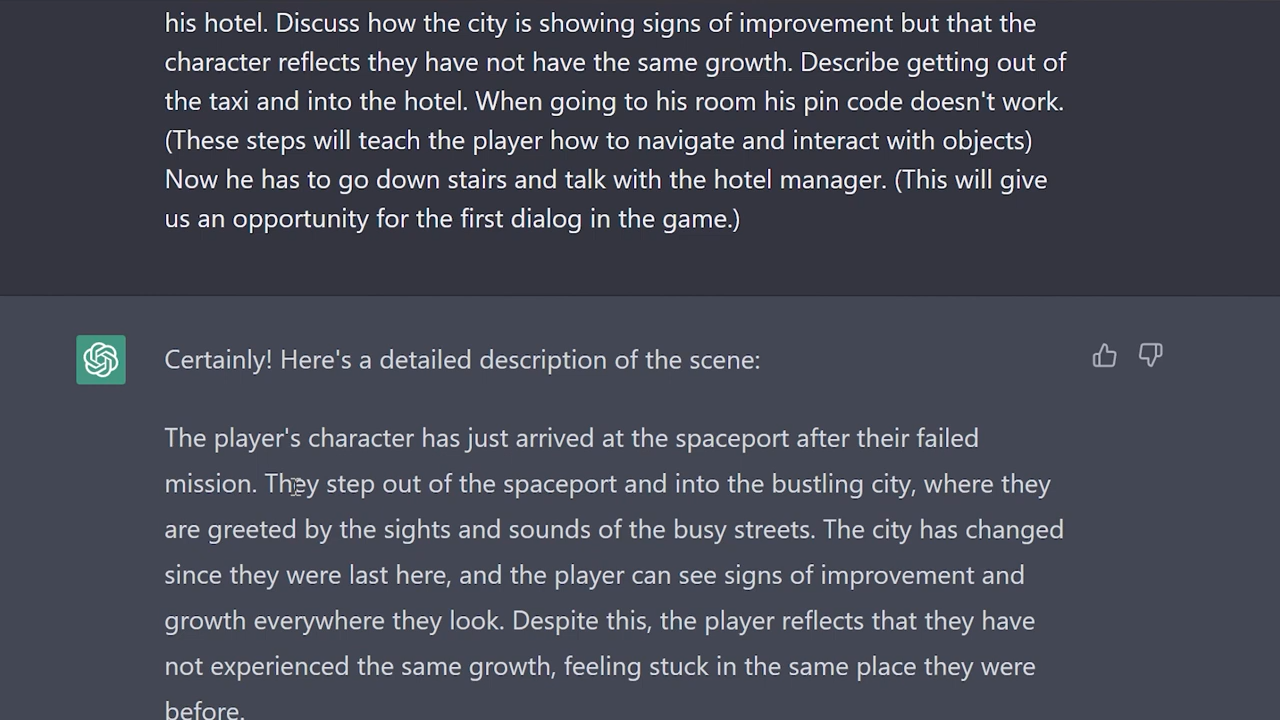 his hotel. Discuss how the city is showing signs of improvement but that the
character reflects they have not have the same growth. Describe getting out of
the taxi and into the hotel. When going to his room his pin code doesn't work.
(These steps will teach the player how to navigate and interact with objects)
Now he has to go down stairs and talk with the hotel manager. (This will give
us an opportunity for the first dialog in the game.)
Certainly! Here's a detailed description of the scene:
The player's character has just arrived at the spaceport after their failed
mission. They step out of the spaceport and into the bustling city, where they
are greeted by the sights and sounds of the busy streets. The city has changed
since they were last here, and the player can see signs of improvement and
growth everywhere they look. Despite this, the player reflects that they have
not experienced the same growth, feeling stuck in the same place they were
before.